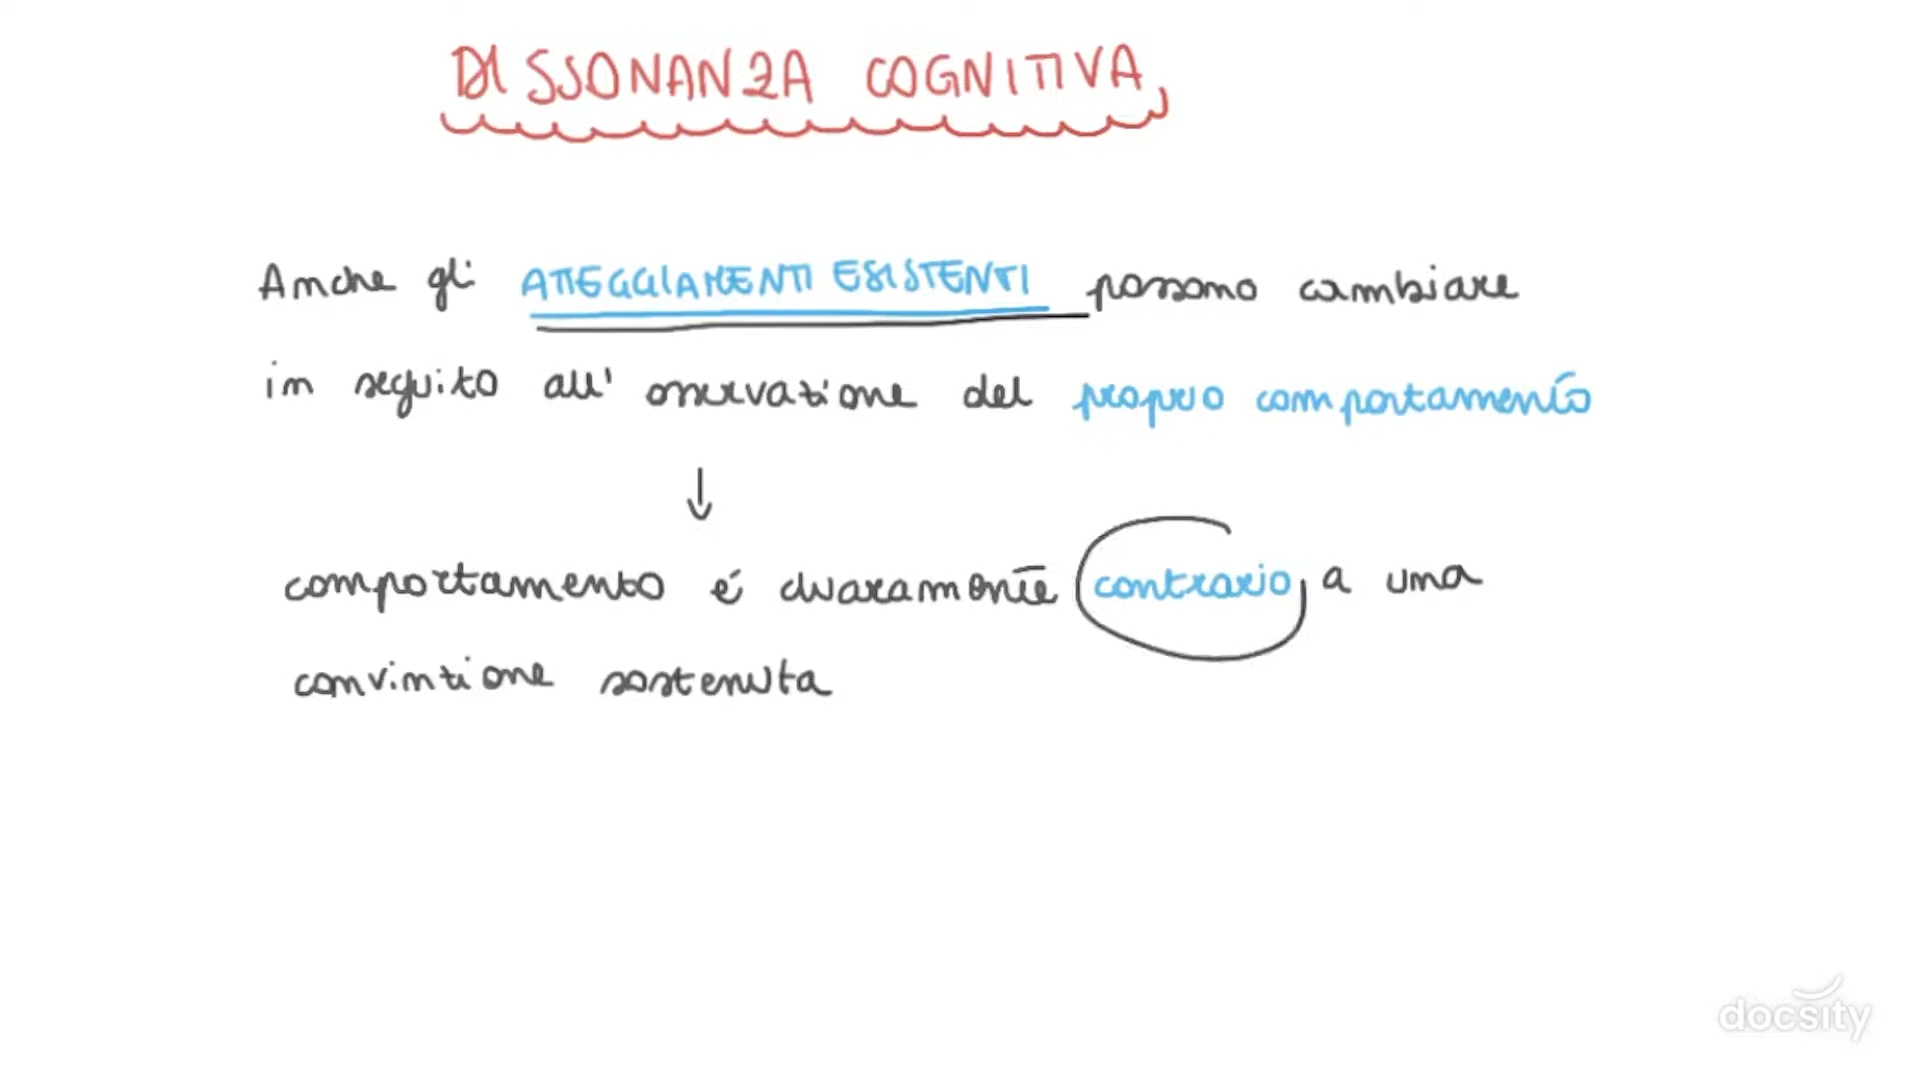 DISSONANZA COGNITIVA
Anche gli ATTEGGIAMENTI ESISTENTI possono cambiare
in seguito all' osservazione del proprio comportamento
↓
comportamento é chiaramente contrario a una
convinzione sostenuta
docsity